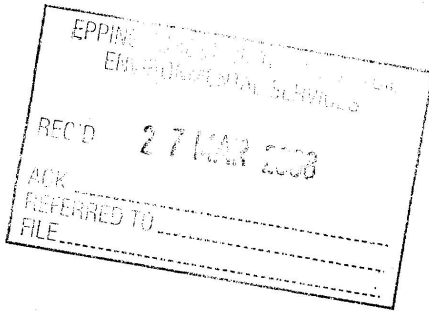 EPPING
ENVIRONMENTAL SERVICES
REC'D 27 MAR 2008
ACK
REFERRED TO
FILE